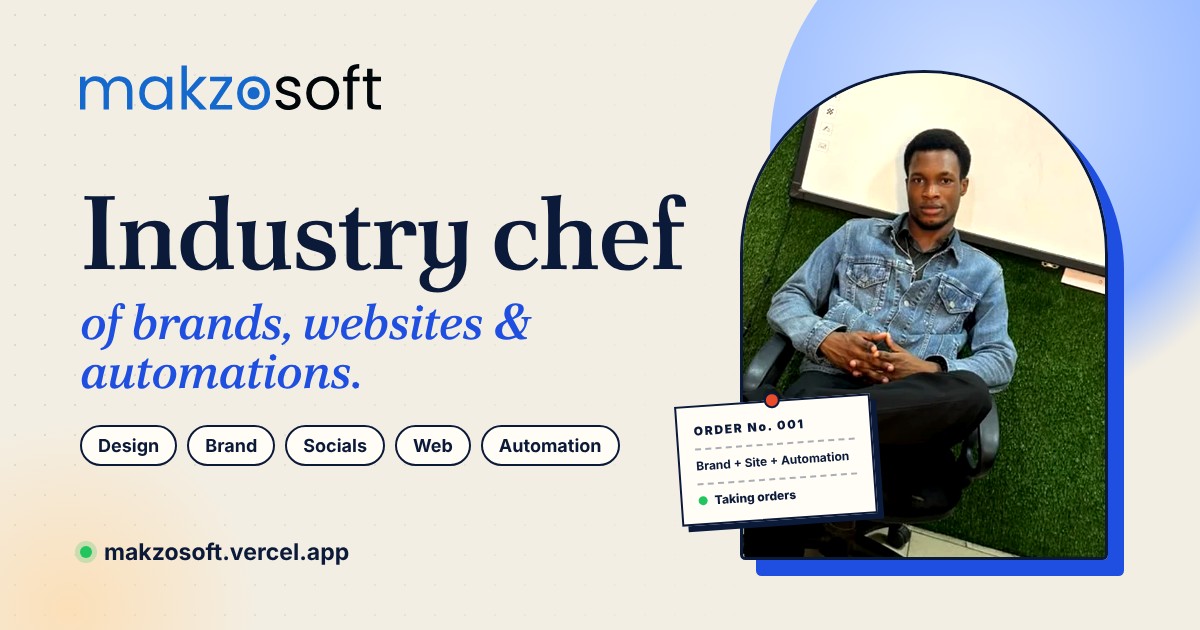 makzosoft
Industry chef
of brands, websites &
automations.
Design
Brand
Socials
Web
Automation
makzosoft.vercel.app
ORDER No. 001
Brand + Site + Automation
Taking orders